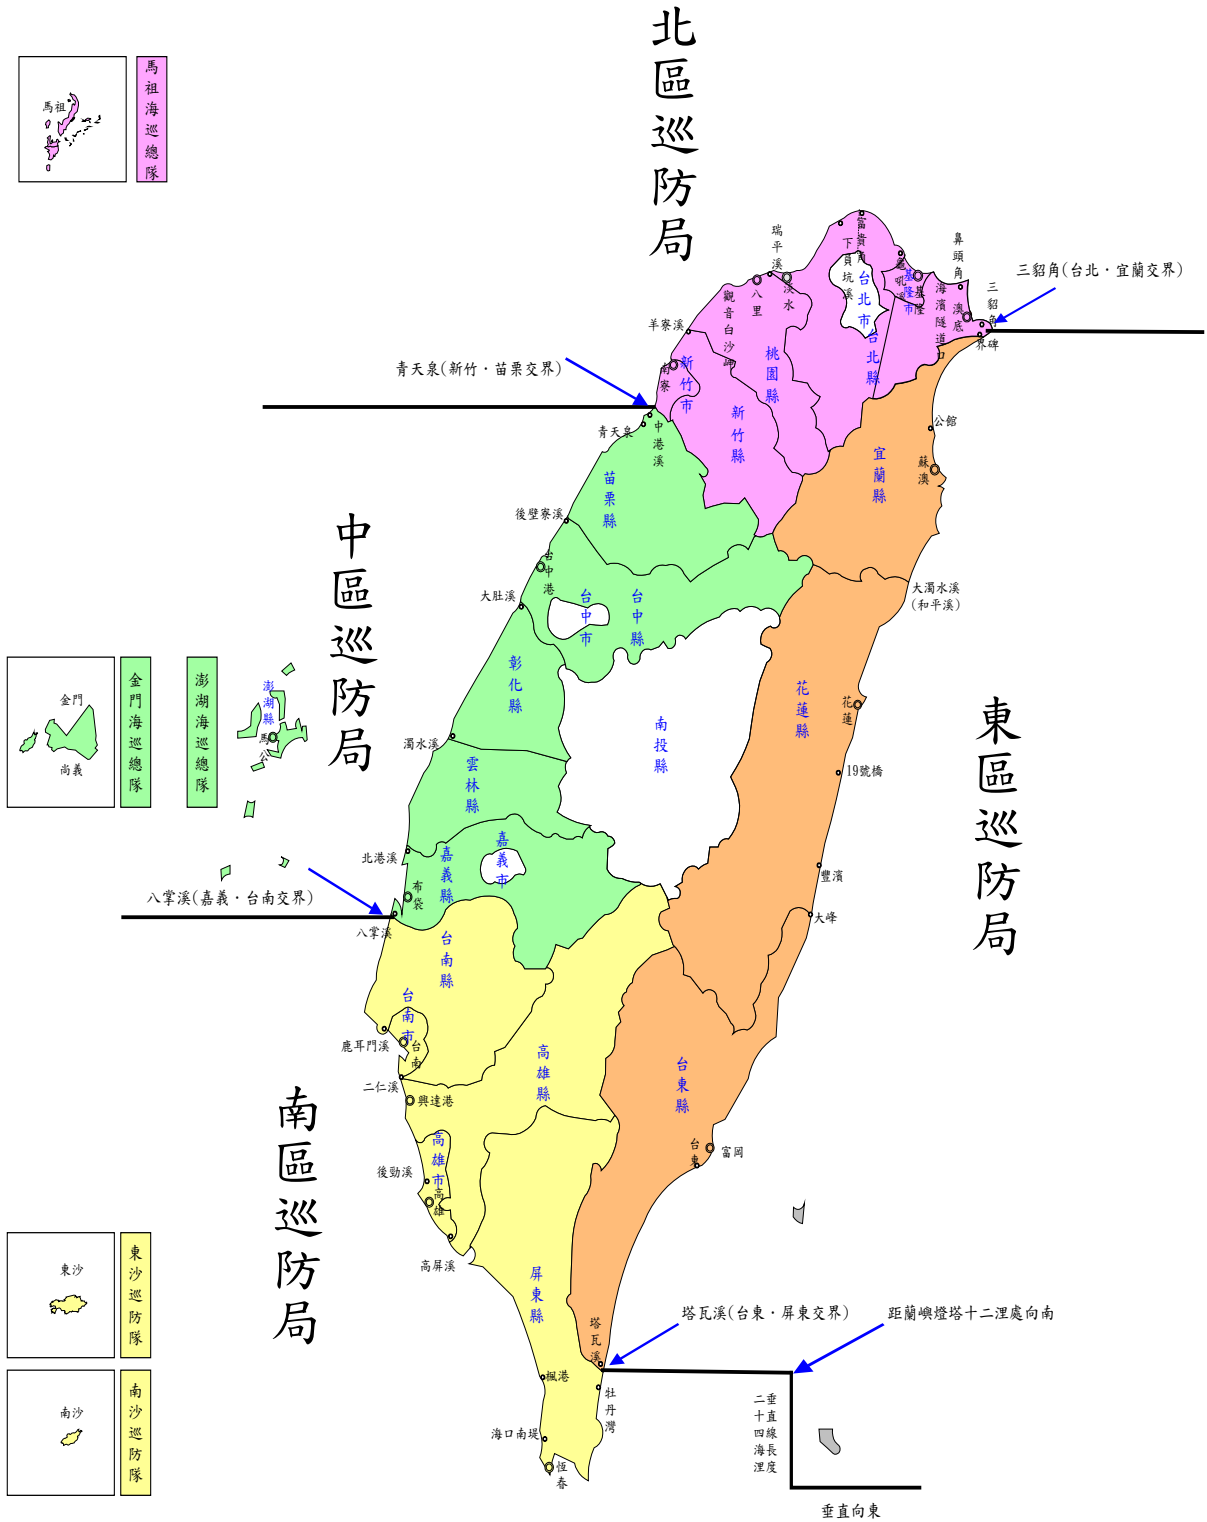 北區巡防局
馬祖
馬祖海巡總隊
瑞平溪
富貴角
下員坑溪
鼻頭角
三貂角(台北·宜蘭交界)
三貂角
八里
淡水
台北市
基隆市
基隆
海濱隧道口
澳底
界碑
觀音白沙岬
羊寮溪
桃園縣
台北縣
青天泉(新竹·苗栗交界)
南寮
新竹市
新竹縣
青天泉
中港溪
公館
宜蘭縣
蘇澳
苗栗縣
後壁寮溪
中區巡防局
台中港
大肚溪
台中市
台中縣
大濁水溪
(和平溪)
金門
尚義
金門海巡總隊
澎湖海巡總隊
澎湖縣
馬公
彰化縣
花蓮縣
花蓮
南投縣
東區巡防局
濁水溪
雲林縣
19號橋
北港溪
嘉義縣
嘉義市
豐濱
布袋
八掌溪(嘉義·台南交界)
八掌溪
大峰
台南縣
台南市
鹿耳門溪
台南
二仁溪
高雄縣
台東縣
興達港
南區巡防局
高雄市
後勁溪
高雄
台東
富岡
高屏溪
東沙
東沙巡防隊
屏東縣
塔瓦溪(台東·屏東交界)
距蘭嶼燈塔十二浬處向南
塔瓦溪
楓港
牡丹灣
南沙
南沙巡防隊
海口南堤
恆春
垂直線長度
二十四海浬
垂直向東